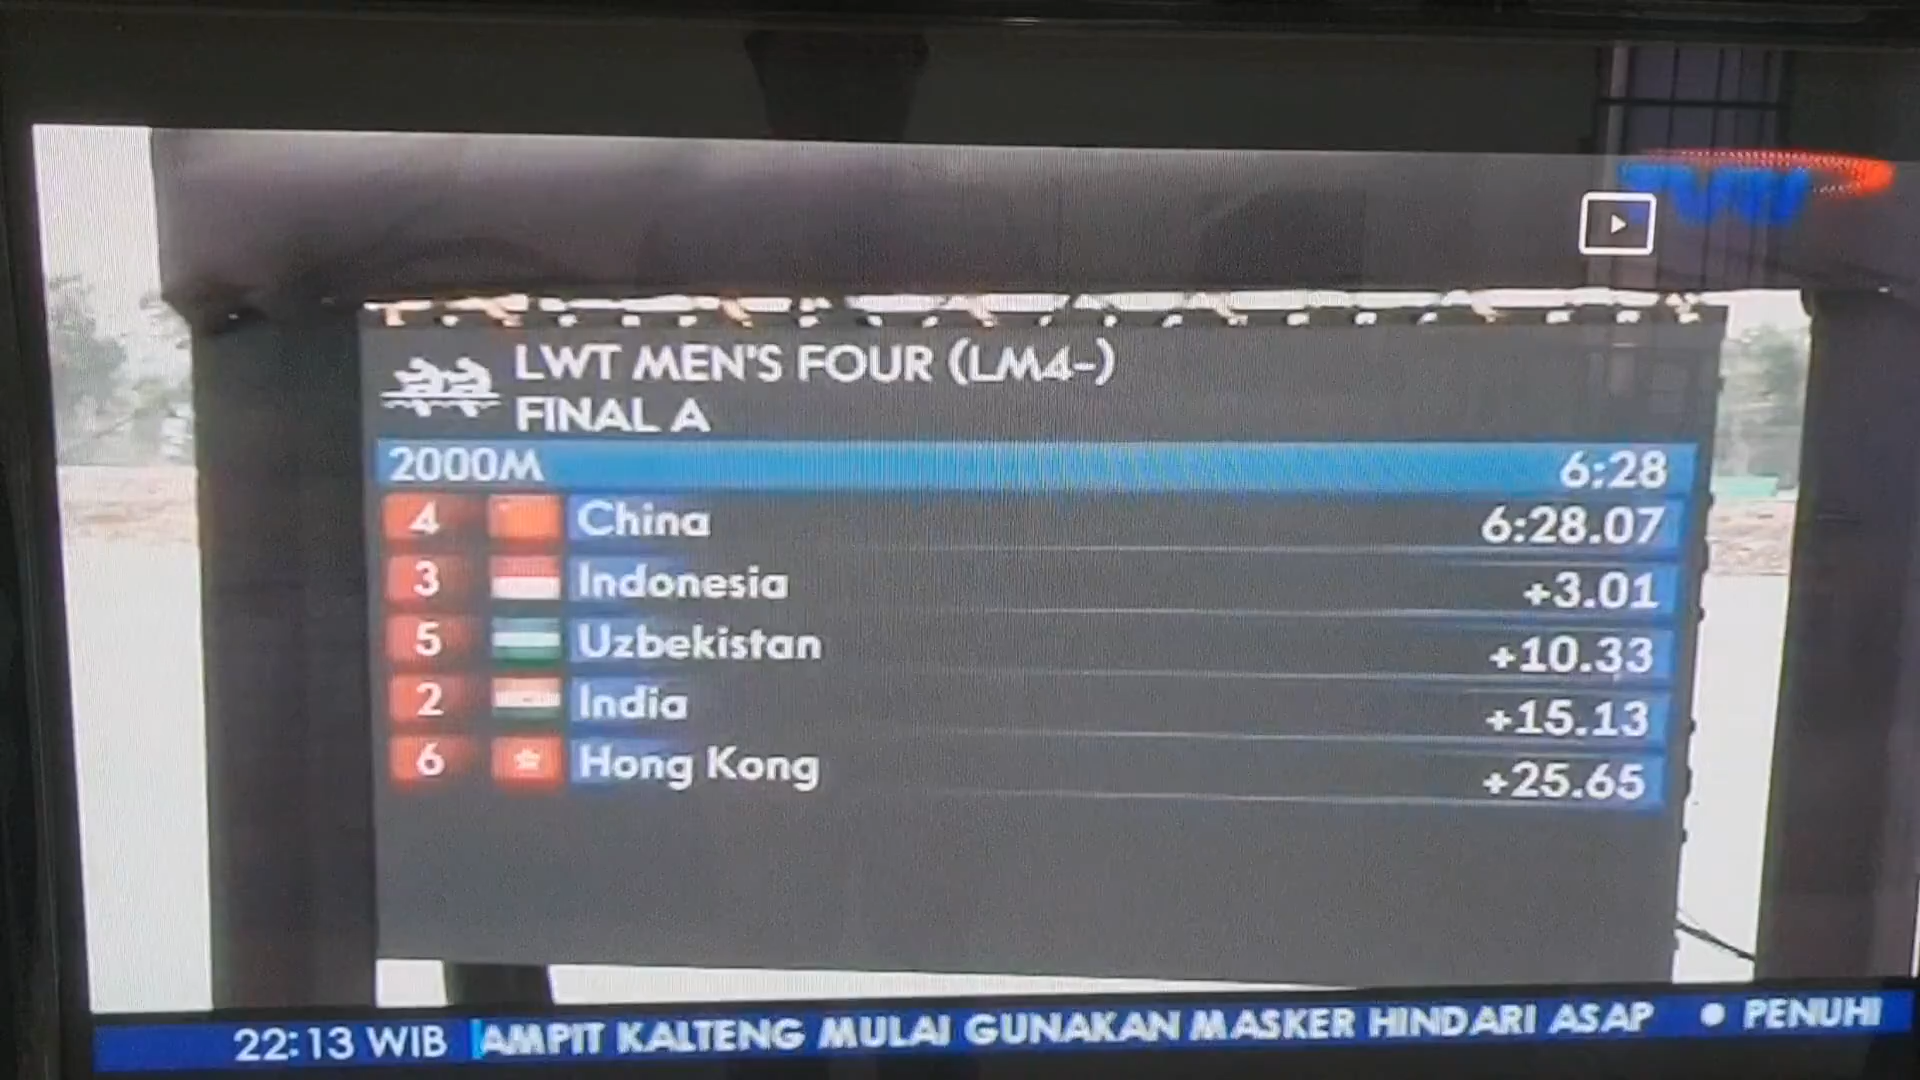 LWT MEN'S FOUR (LM4-)
FINAL A
2000M 6:28
4 China 6:28.07
3 Indonesia +3.01
5 Uzbekistan +10.33
2 India +15.13
6 Hong Kong +25.65
22:13 WIB AMPIT KALTENG MULAI GUNAKAN MASKER HINDARI ASAP • PENUHI